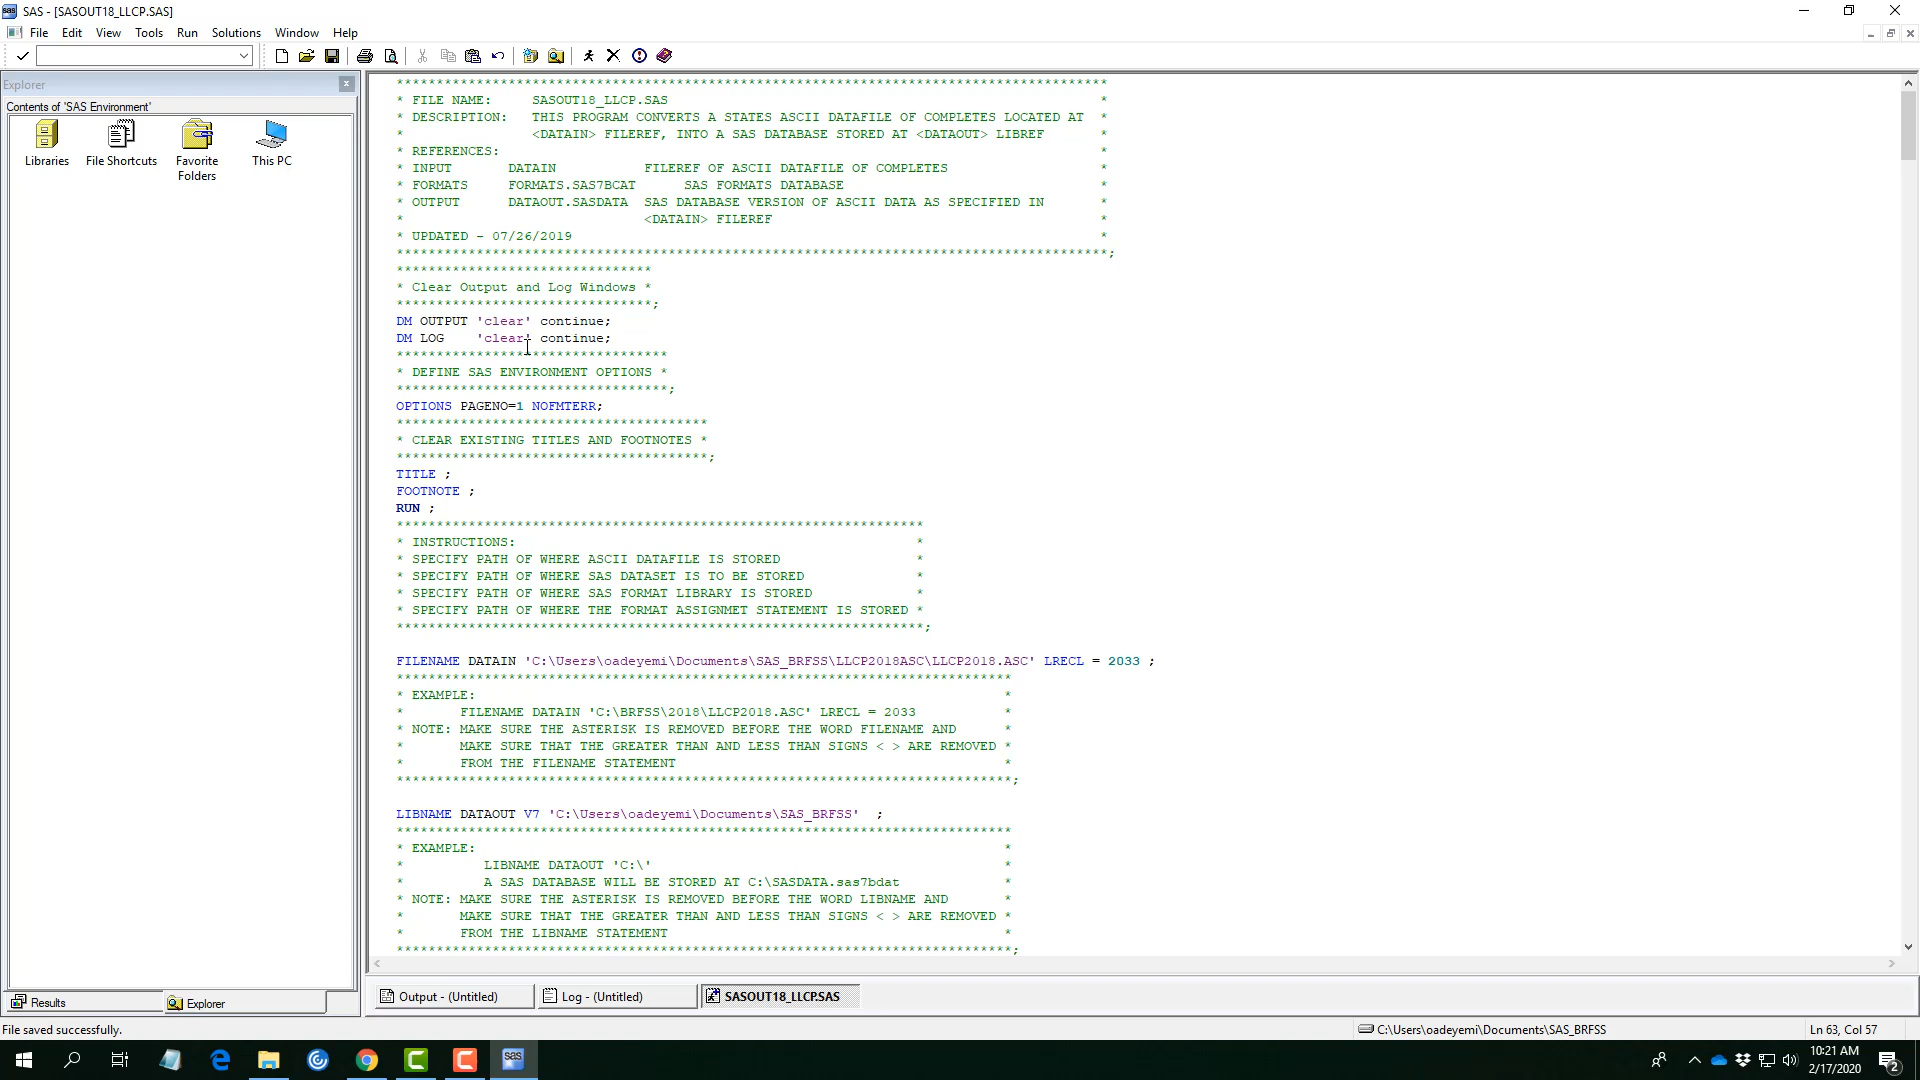 SAS - [SASOUT18_LLCP.SAS]
File Edit View Tools Run Solutions Window Help
Explorer
Contents of 'SAS Environment'
Libraries File Shortcuts Favorite Folders This PC
*****************************************************************************************
* FILE NAME: SASOUT18_LLCP.SAS *
* DESCRIPTION: THIS PROGRAM CONVERTS A STATES ASCII DATAFILE OF COMPLETES LOCATED AT *
* <DATAIN> FILEREF, INTO A SAS DATABASE STORED AT <DATAOUT> LIBREF *
* REFERENCES: *
* INPUT DATAIN FILEREF OF ASCII DATAFILE OF COMPLETES *
* FORMATS FORMATS.SAS7BCAT SAS FORMATS DATABASE *
* OUTPUT DATAOUT.SASDATA SAS DATABASE VERSION OF ASCII DATA AS SPECIFIED IN *
* <DATAIN> FILEREF *
* UPDATED - 07/26/2019 *
*****************************************************************************************;
********************************
* Clear Output and Log Windows *
********************************;
DM OUTPUT 'clear' continue;
DM LOG 'clear' continue;
**********************************
* DEFINE SAS ENVIRONMENT OPTIONS *
**********************************;
OPTIONS PAGENO=1 NOFMTERR;
***************************************
* CLEAR EXISTING TITLES AND FOOTNOTES *
***************************************;
TITLE ;
FOOTNOTE ;
RUN ;
******************************************************************
* INSTRUCTIONS: *
* SPECIFY PATH OF WHERE ASCII DATAFILE IS STORED *
* SPECIFY PATH OF WHERE SAS DATASET IS TO BE STORED *
* SPECIFY PATH OF WHERE SAS FORMAT LIBRARY IS STORED *
* SPECIFY PATH OF WHERE THE FORMAT ASSIGNMET STATEMENT IS STORED *
******************************************************************;
FILENAME DATAIN 'C:\Users\oadeyemi\Documents\SAS_BRFSS\LLCP2018ASC\LLCP2018.ASC' LRECL = 2033 ;
*****************************************************************************
* EXAMPLE: *
* FILENAME DATAIN 'C:\BRFSS\2018\LLCP2018.ASC' LRECL = 2033 *
* NOTE: MAKE SURE THE ASTERISK IS REMOVED BEFORE THE WORD FILENAME AND *
* MAKE SURE THAT THE GREATER THAN AND LESS THAN SIGNS < > ARE REMOVED *
* FROM THE FILENAME STATEMENT *
*****************************************************************************;
LIBNAME DATAOUT V7 'C:\Users\oadeyemi\Documents\SAS_BRFSS' ;
*****************************************************************************
* EXAMPLE: *
* LIBNAME DATAOUT 'C:\' *
* A SAS DATABASE WILL BE STORED AT C:\SASDATA.sas7bdat *
* NOTE: MAKE SURE THE ASTERISK IS REMOVED BEFORE THE WORD LIBNAME AND *
* MAKE SURE THAT THE GREATER THAN AND LESS THAN SIGNS < > ARE REMOVED *
* FROM THE LIBNAME STATEMENT *
*****************************************************************************;
Results Explorer
Output - (Untitled) Log - (Untitled) SASOUT18_LLCP.SAS
File saved successfully. C:\Users\oadeyemi\Documents\SAS_BRFSS Ln 63, Col 57
sas
10:21 AM
2/17/2020
2